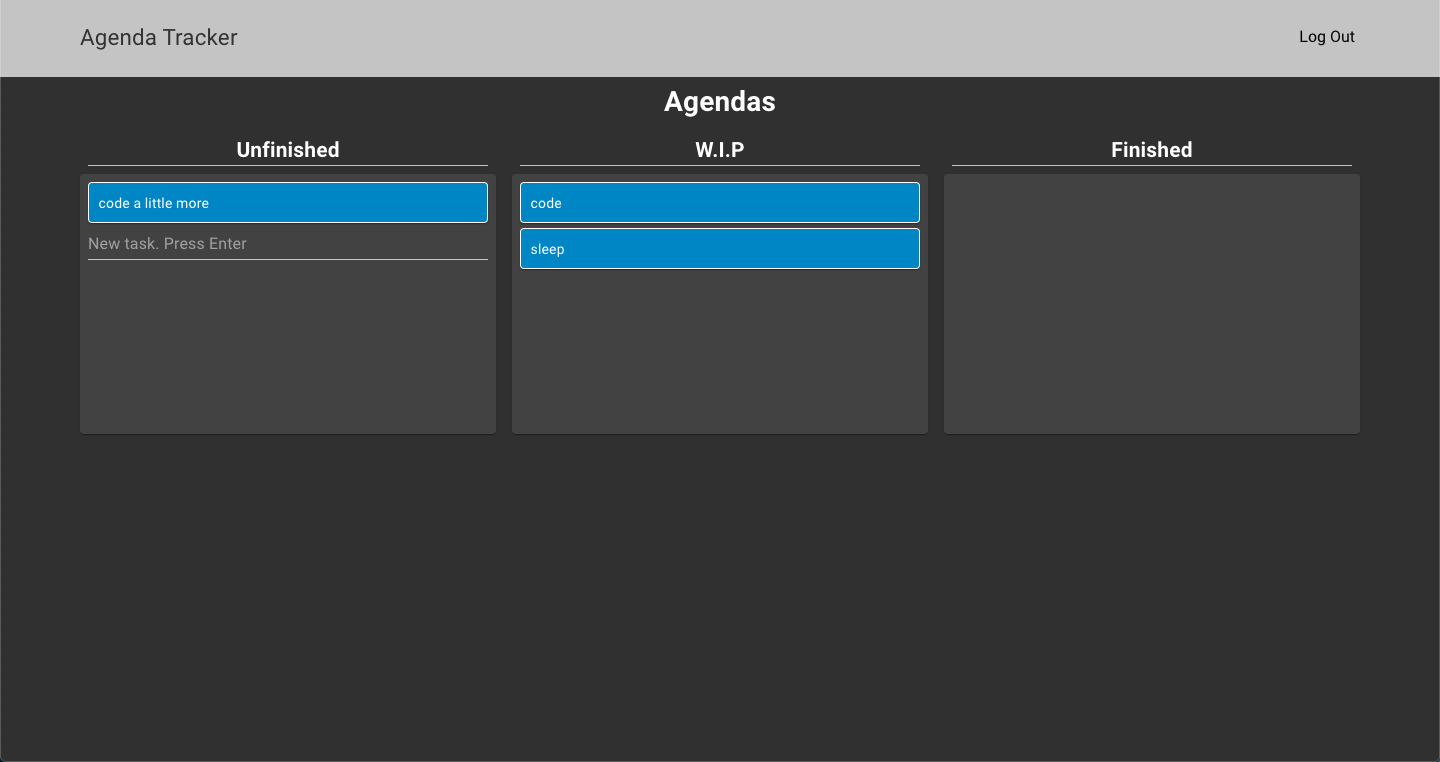 Agenda Tracker
Log Out
Agendas
Unfinished
W.I.P
Finished
code a little more
New task. Press Enter
code
sleep